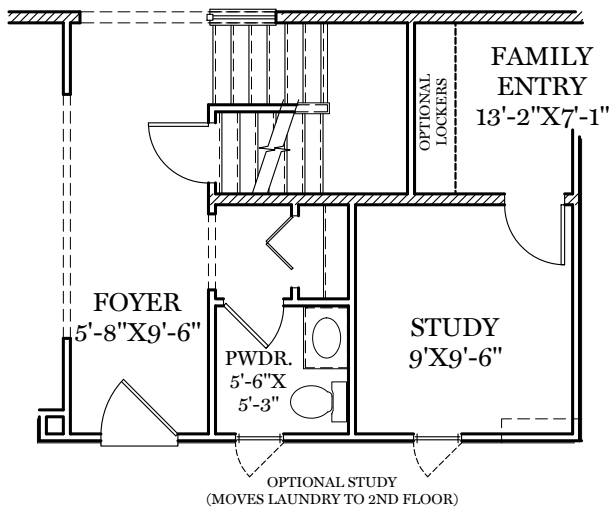 FAMILY
ENTRY
13'-2"X7'-1"
OPTIONAL
LOCKERS
FOYER
5'-8"X9'-6"
STUDY
9'X9'-6"
PWDR.
5'-6"X
5'-3"
OPTIONAL STUDY
(MOVES LAUNDRY TO 2ND FLOOR)